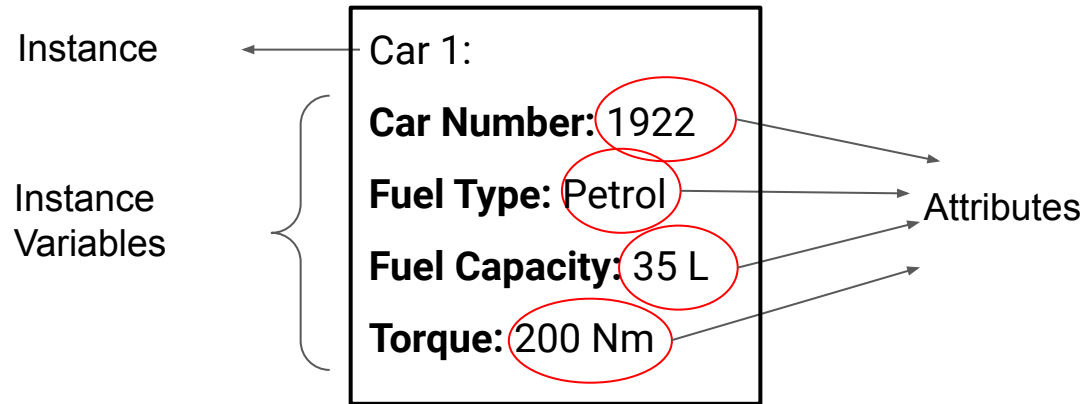 Instance
Car 1:
Car Number: 1922
Fuel Type: Petrol
Fuel Capacity: 35 L
Torque: 200 Nm
Instance
Variables
Attributes